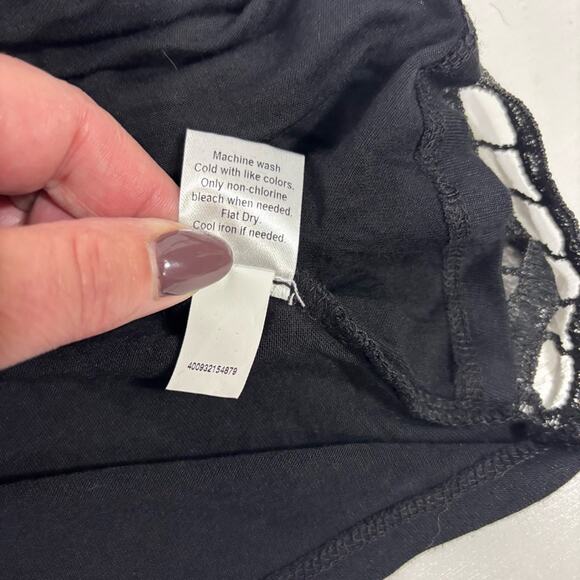 Machine wash
Cold with like colors.
Only non-chlorine
bleach when needed.
Flat Dry.
Cool iron if needed.
400932154879